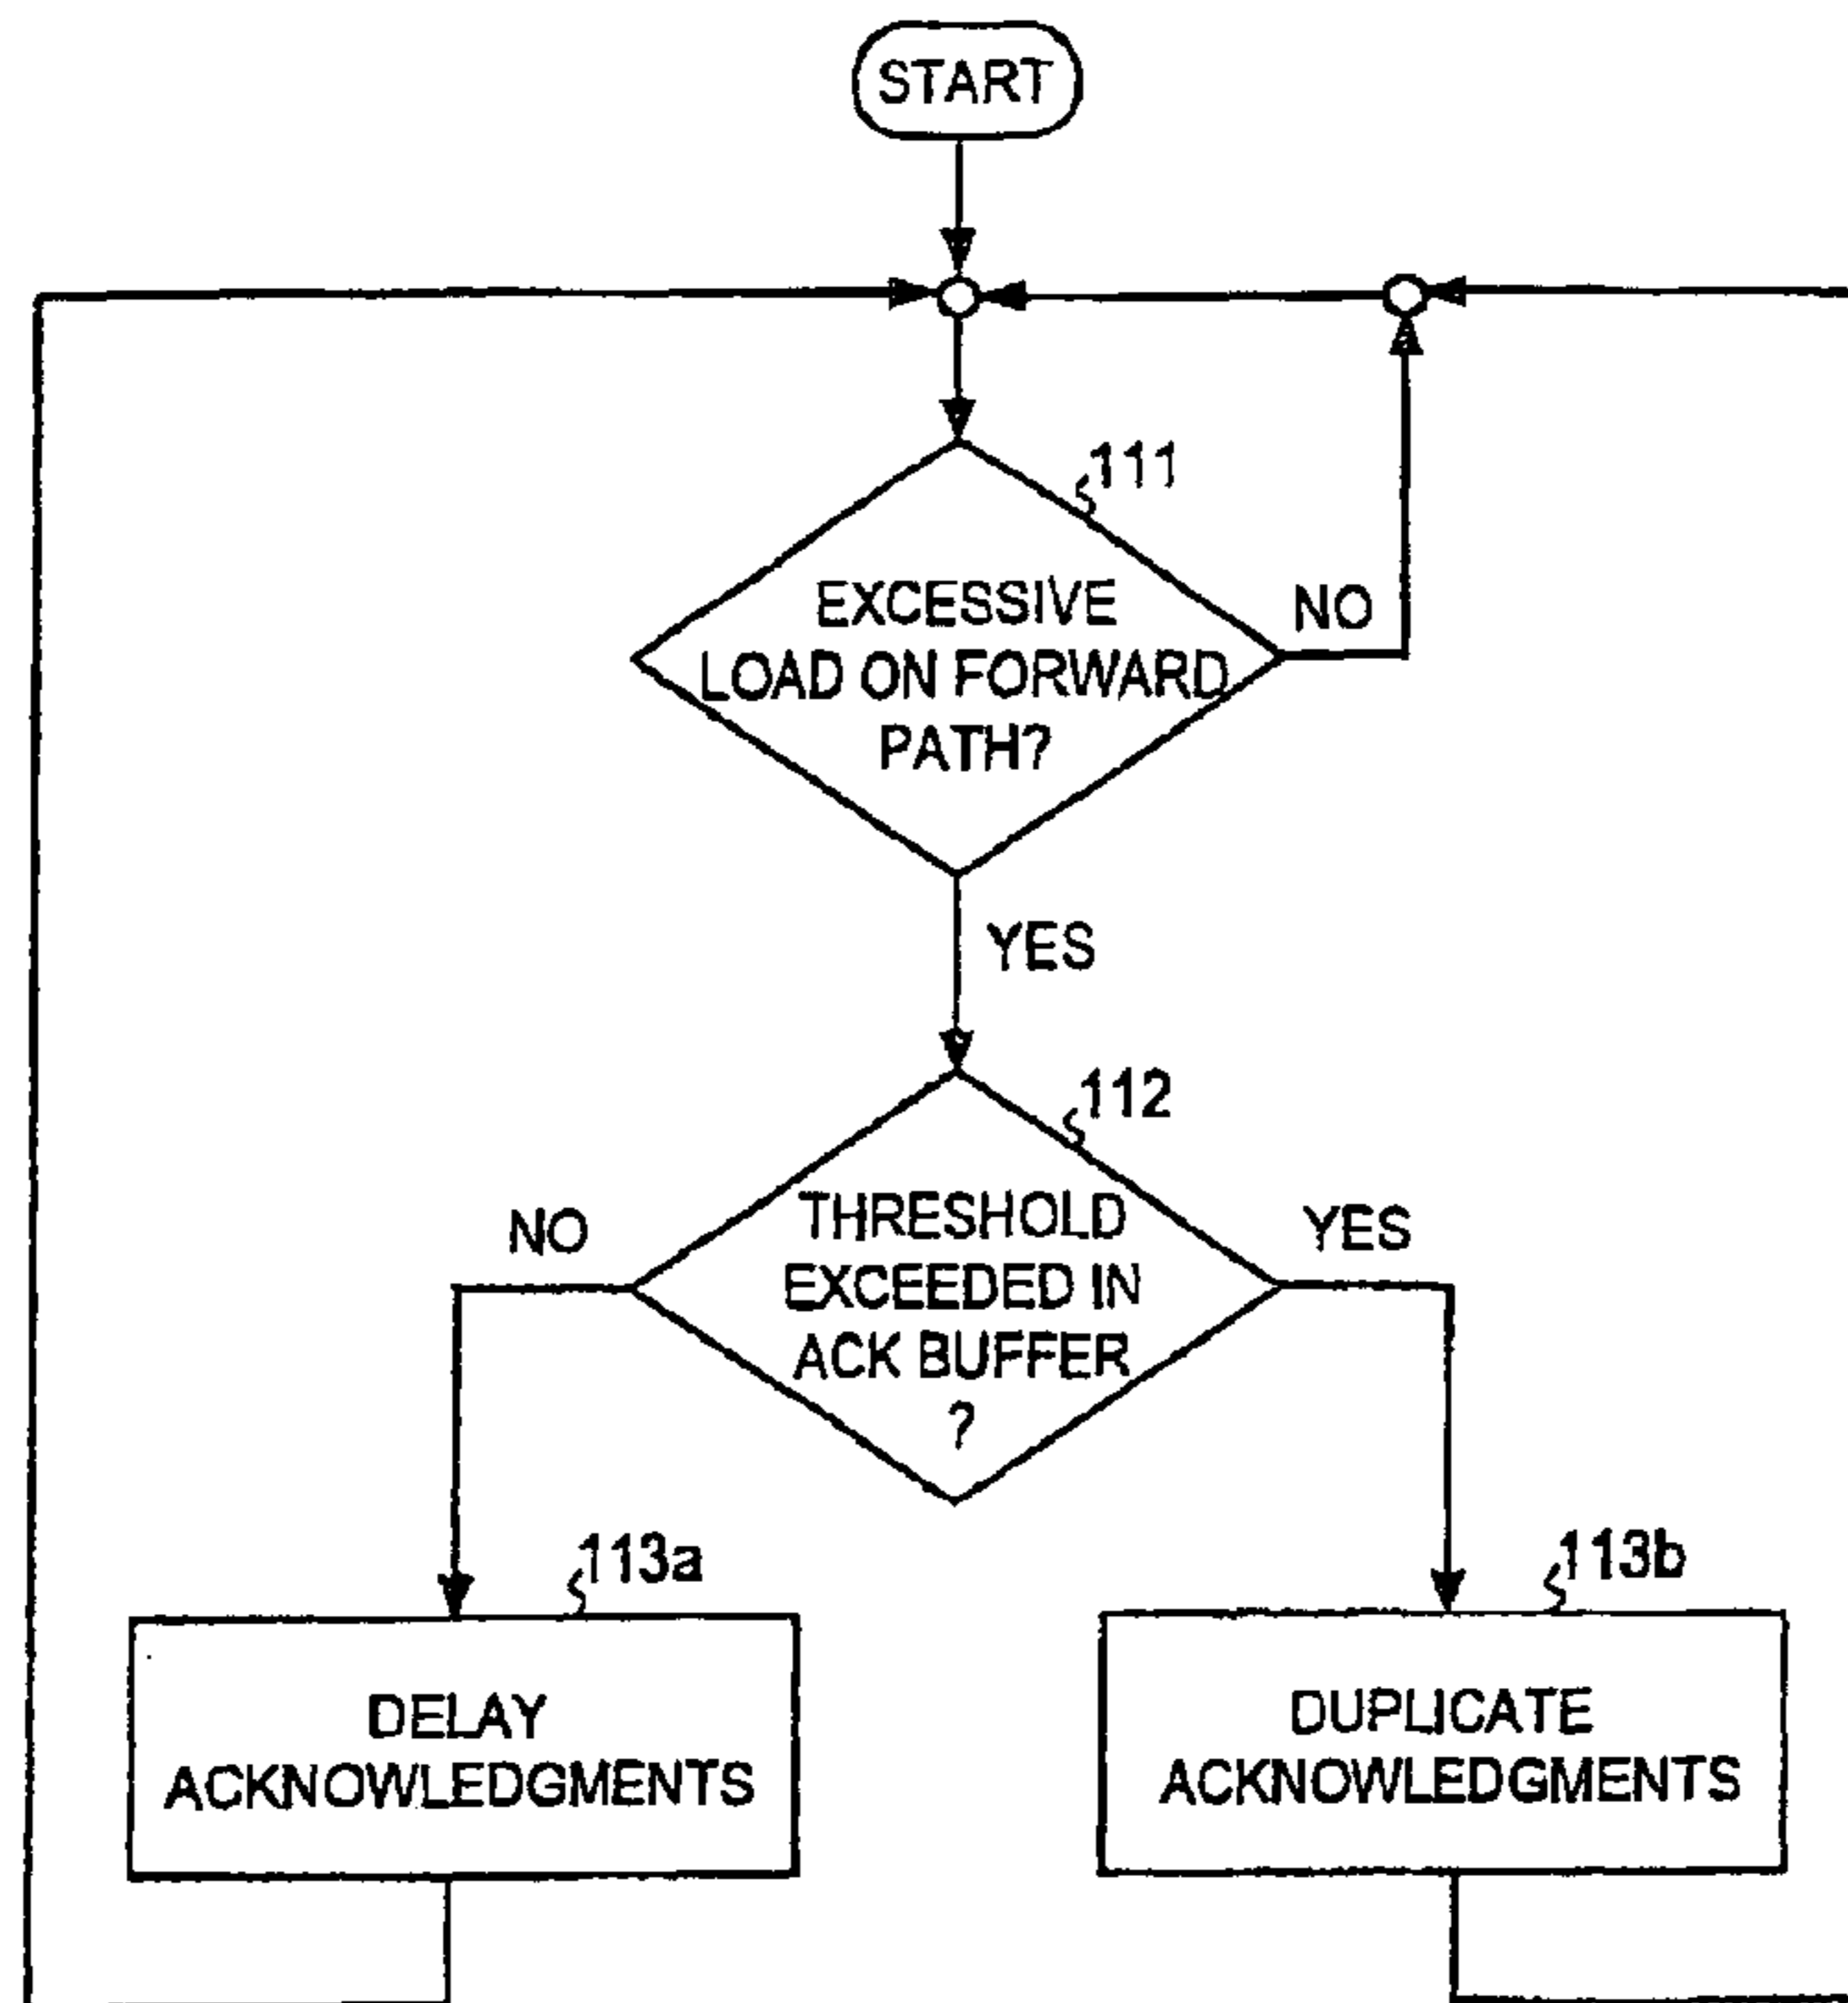 START
111
EXCESSIVE
LOAD ON FORWARD
PATH?
NO
YES
112
THRESHOLD
EXCEEDED IN
ACK BUFFER
?
NO
YES
113a
DELAY
ACKNOWLEDGMENTS
113b
DUPLICATE
ACKNOWLEDGMENTS